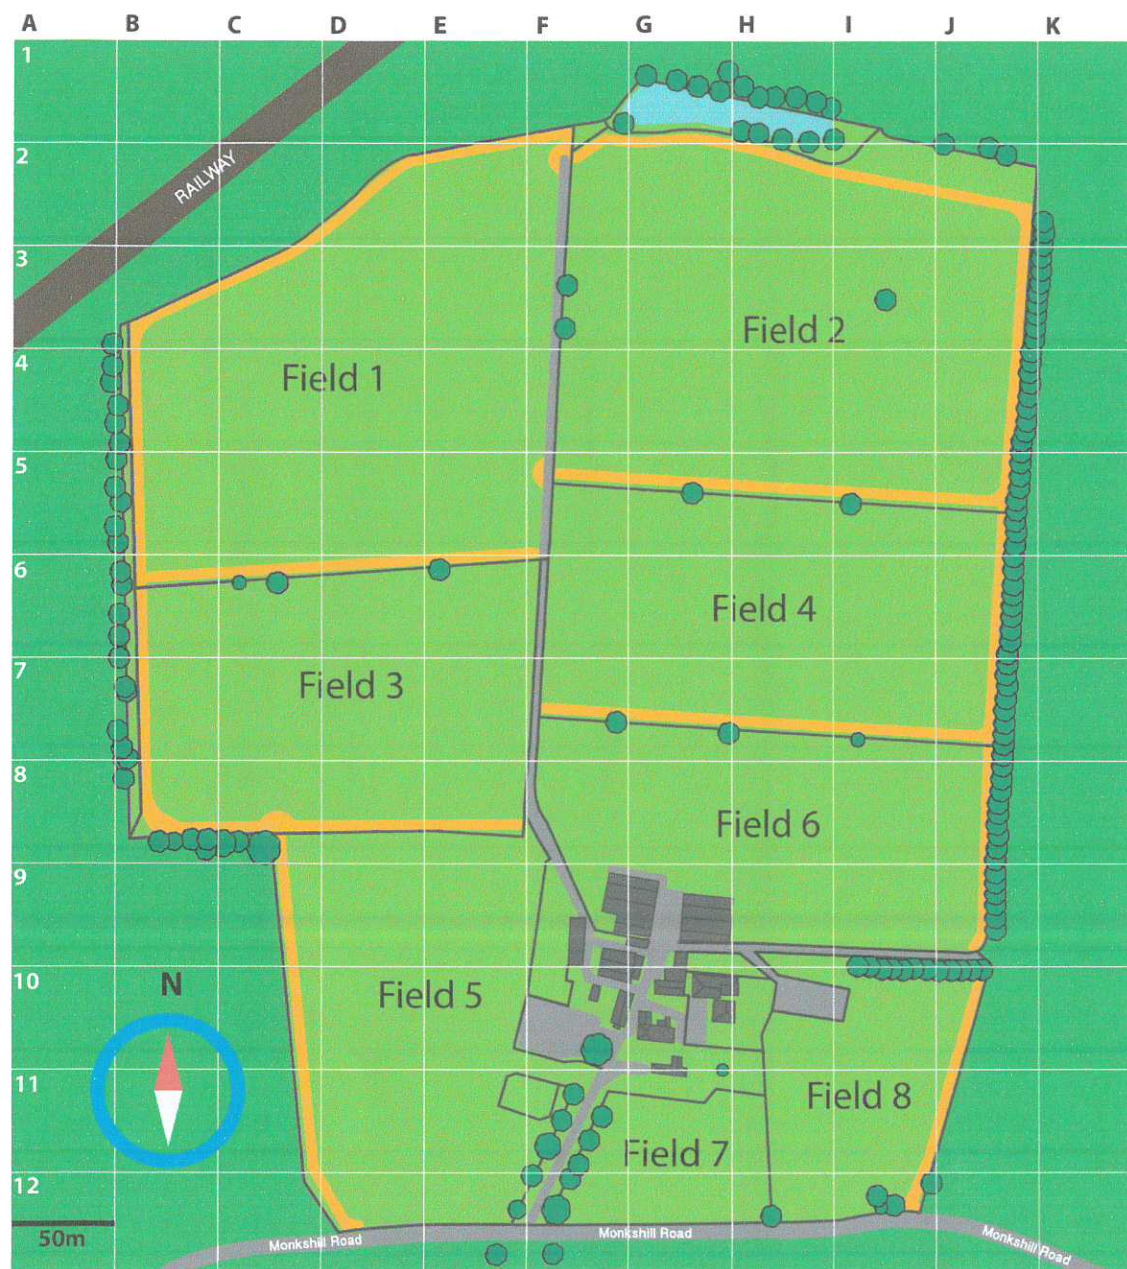 A B C D E F G H I J K
1
2
RAILWAY
3
Field 2
4
Field 1
5
6
Field 4
7
Field 3
8
Field 6
9
10
N
Field 5
11
Field 8
Field 7
12
50m
Monkshill Road
Monkshill Road
Monkshill Road